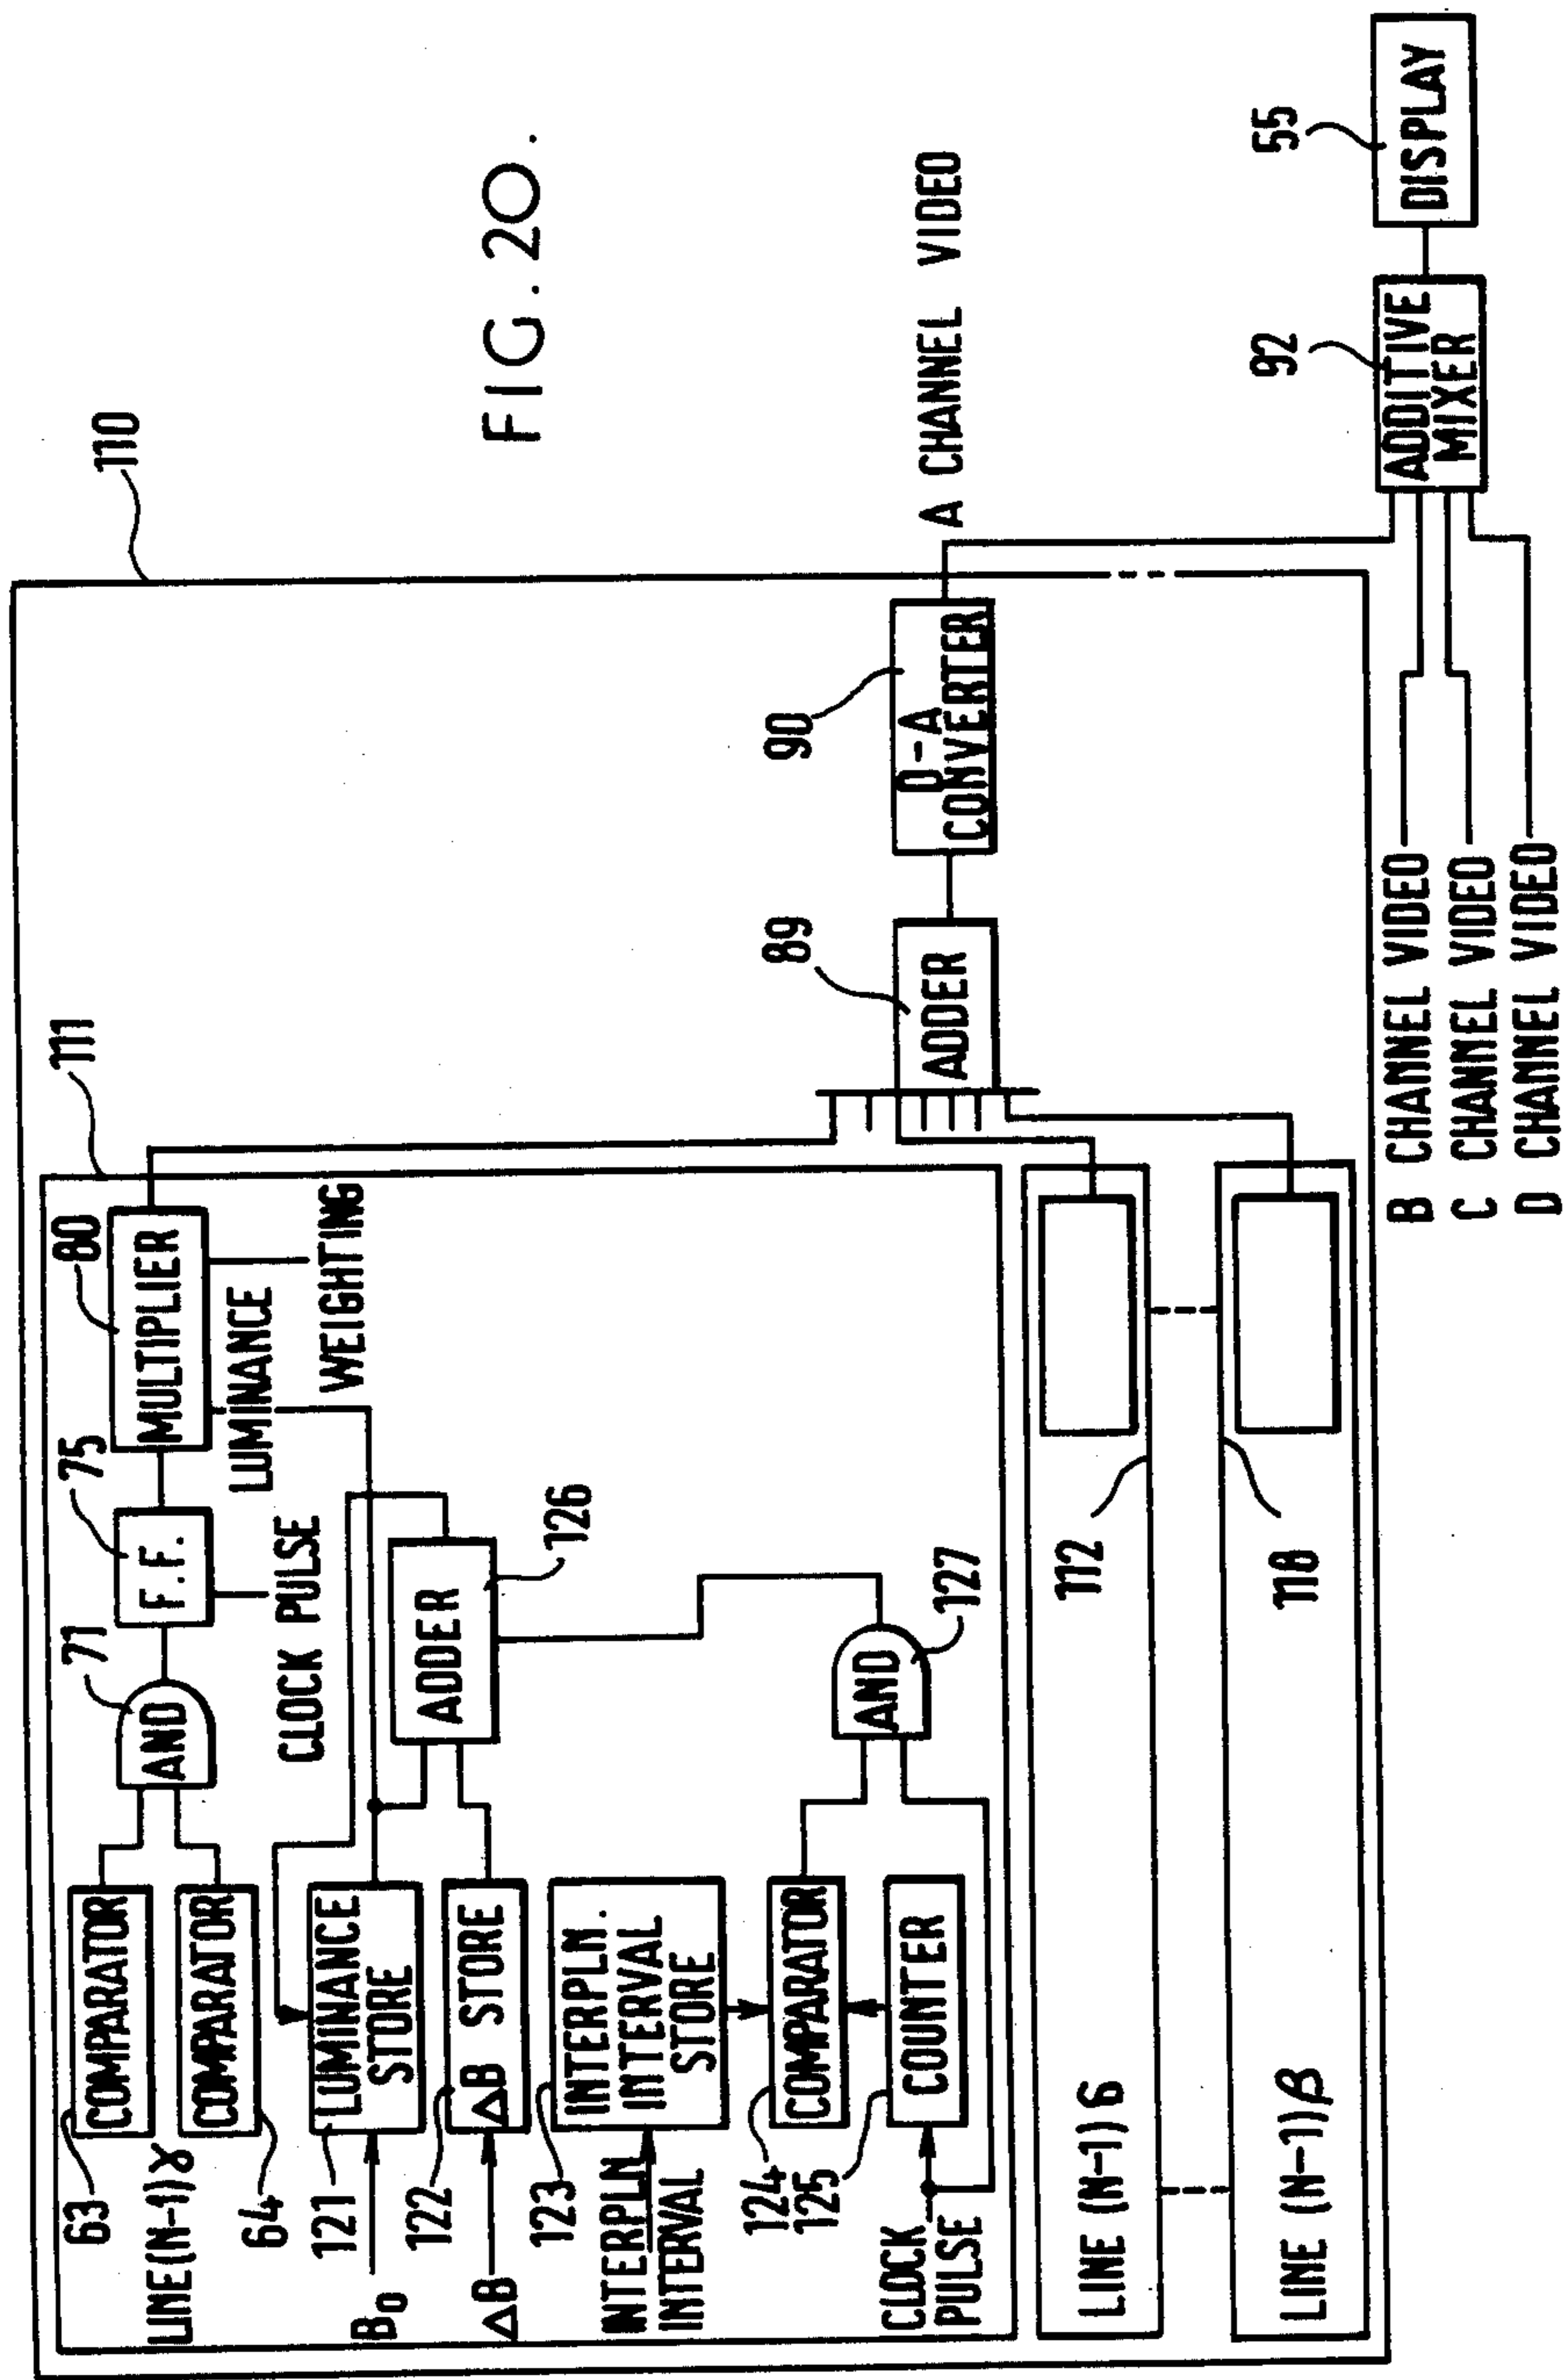 FIG. 20.
110
111
63
COMPARATOR
LINE(N-1)γ
COMPARATOR
64
71
AND
75
F.F.
CLOCK PULSE
80
MULTIPLIER
LUMINANCE
WEIGHTING
121
LUMINANCE
STORE
B0
122
ΔB STORE
ΔB
ADDER
126
123
INTERPLN.
INTERVAL
STORE
INTERPLN
INTERVAL
124
COMPARATOR
125
COUNTER
CLOCK
PULSE
AND
127
LINE (N-1) δ
112
LINE (N-1) β
118
89
ADDER
90
D-A
CONVERTER
A CHANNEL VIDEO
B CHANNEL VIDEO
C CHANNEL VIDEO
D CHANNEL VIDEO
92
ADDITIVE
MIXER
55
DISPLAY